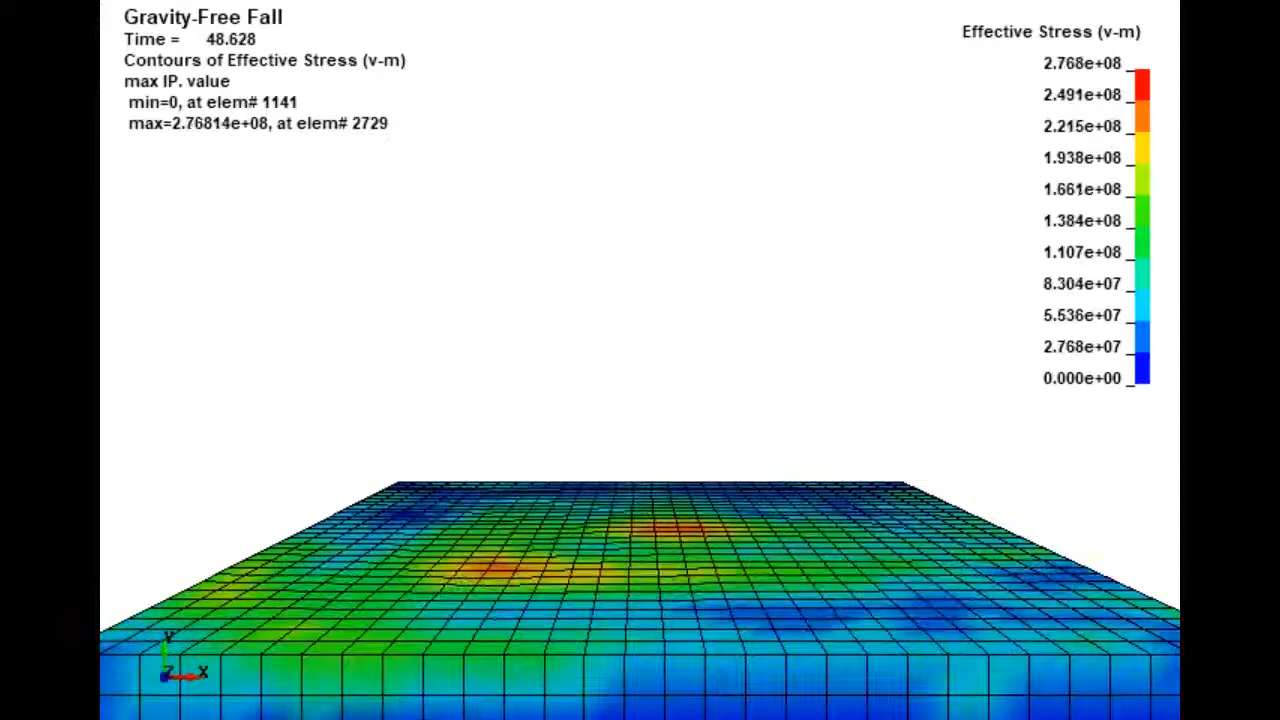 Gravity-Free Fall
Time = 48.628
Contours of Effective Stress (v-m)
max IP. value
min=0, at elem# 1141
max=2.76814e+08, at elem# 2729
Effective Stress (v-m)
2.768e+08
2.491e+08
2.215e+08
1.938e+08
1.661e+08
1.384e+08
1.107e+08
8.304e+07
5.536e+07
2.768e+07
0.000e+00
Y
Z X